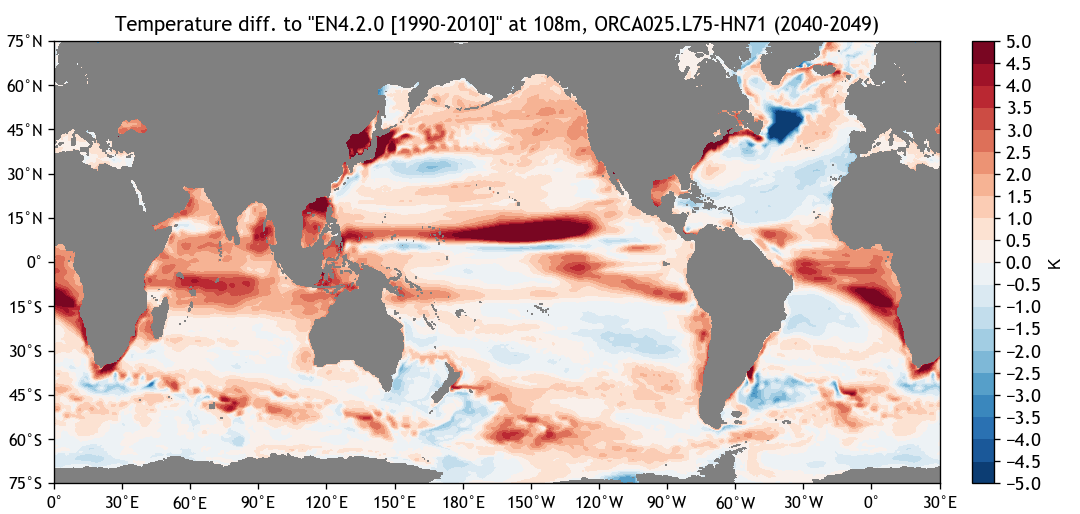 Temperature diff. to "EN4.2.0 [1990-2010]" at 108m, ORCA025.L75-HN71 (2040-2049)
75°N
60°N
45°N
30°N
15°N
0°
15°S
30°S
45°S
60°S
75°S
0°
30°E
60°E
90°E
120°E
150°E
180°E
150°W
120°W
90°W
60°W
30°W
0°
30°E
5.0
4.5
4.0
3.5
3.0
2.5
2.0
1.5
1.0
0.5
0.0
−0.5
−1.0
−1.5
−2.0
−2.5
−3.0
−3.5
−4.0
−4.5
−5.0
K